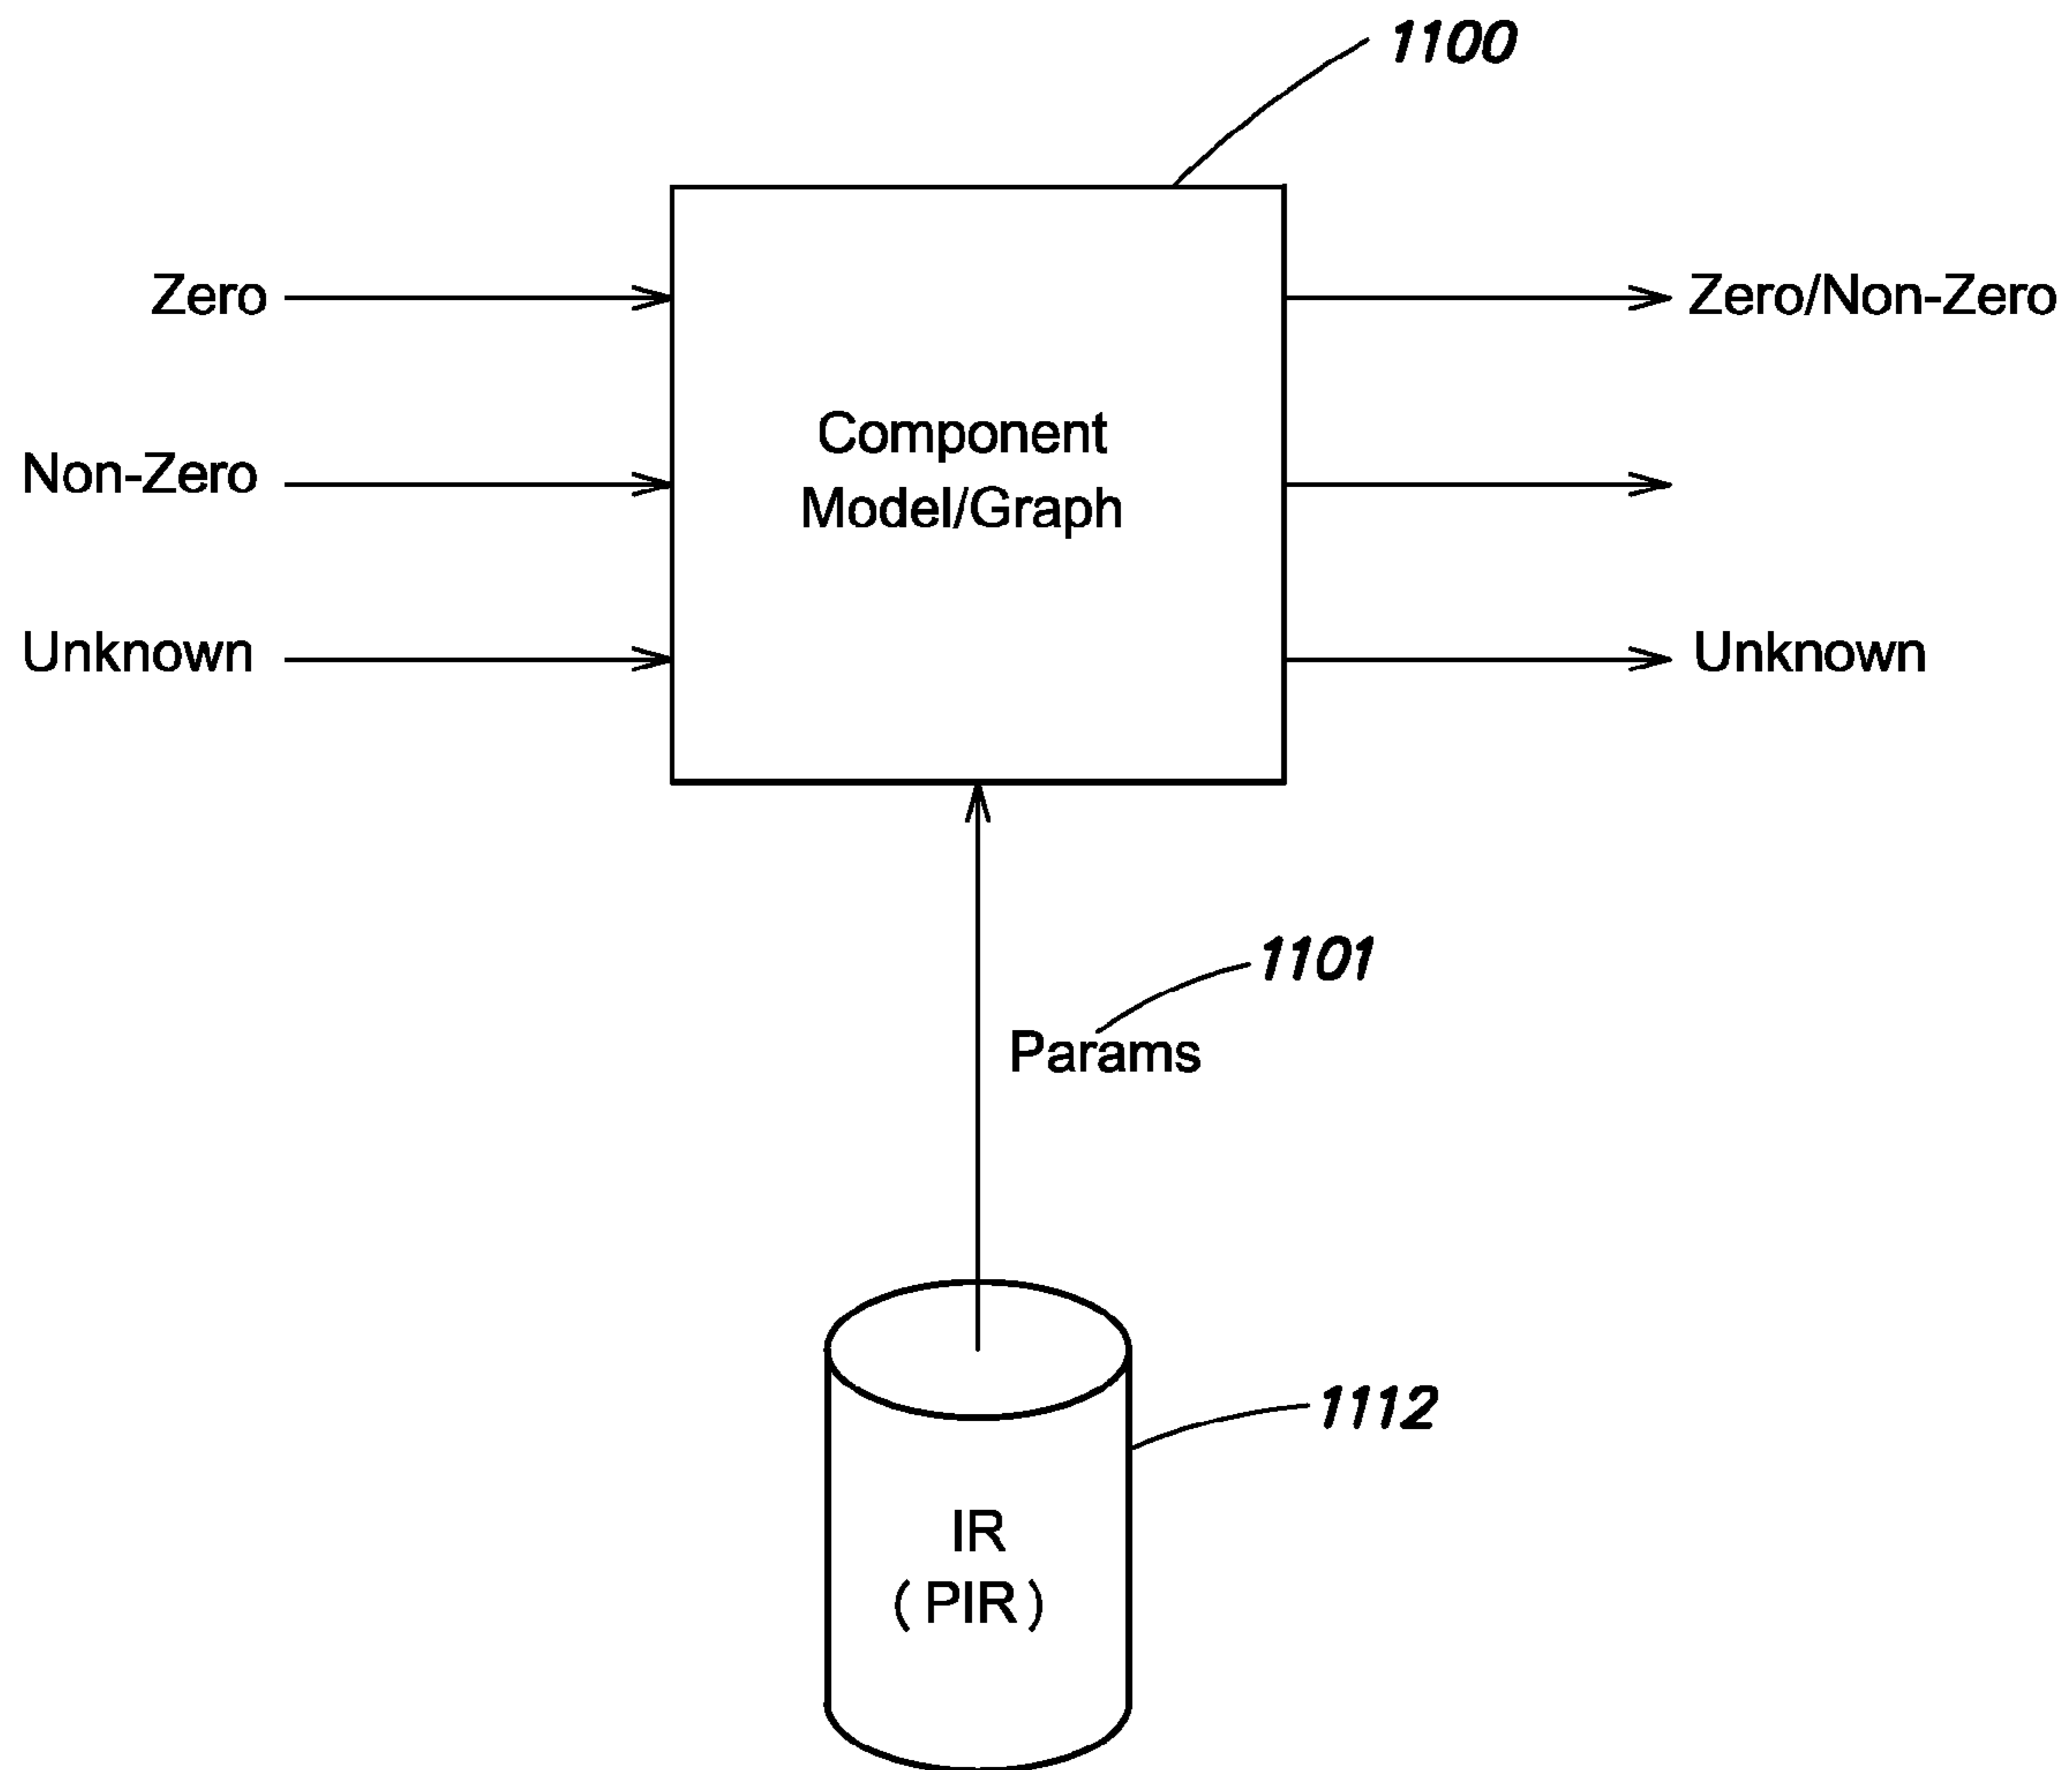 1100
Zero
Zero/Non-Zero
Component
Model/Graph
Non-Zero
Unknown
Unknown
1101
Params
1112
IR
(PIR)